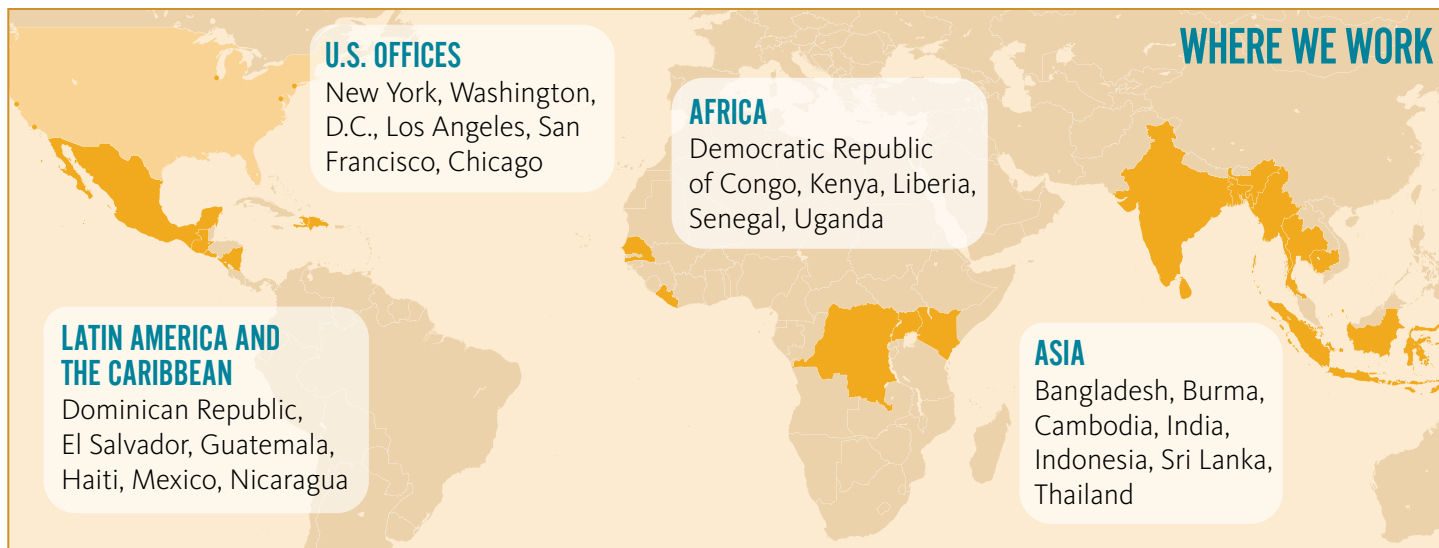 WHERE WE WORK
U.S. OFFICES
New York, Washington,
D.C., Los Angeles, San
Francisco, Chicago
AFRICA
Democratic Republic
of Congo, Kenya, Liberia,
Senegal, Uganda
LATIN AMERICA AND
THE CARIBBEAN
Dominican Republic,
El Salvador, Guatemala,
Haiti, Mexico, Nicaragua
ASIA
Bangladesh, Burma,
Cambodia, India,
Indonesia, Sri Lanka,
Thailand